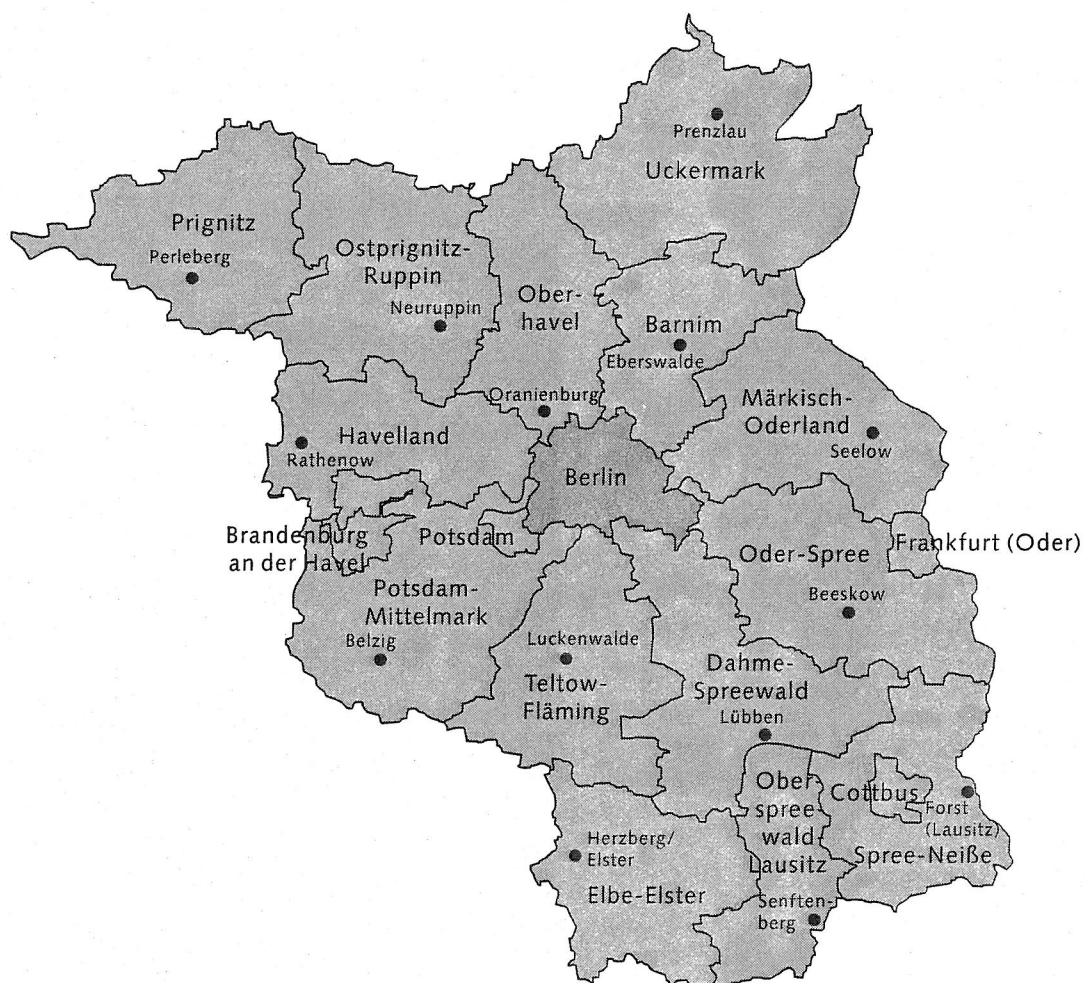 Prenzlau
Uckermark
Prignitz
Perleberg
Ostprignitz-
Ruppin
Neuruppin
Ober-
havel
Oranienburg
Barnim
Eberswalde
Märkisch-
Oderland
Seelow
Havelland
Rathenow
Berlin
Brandenburg
an der Havel
Potsdam
Potsdam-
Mittelmark
Belzig
Oder-Spree
Beeskow
Frankfurt (Oder)
Luckenwalde
Teltow-
Fläming
Dahme-
Spreewald
Lübben
Ober-
spree-
wald-
Lausitz
Senften-
berg
Cottbus
Forst
(Lausitz)
Spree-Neiße
Herzberg/
Elster
Elbe-Elster